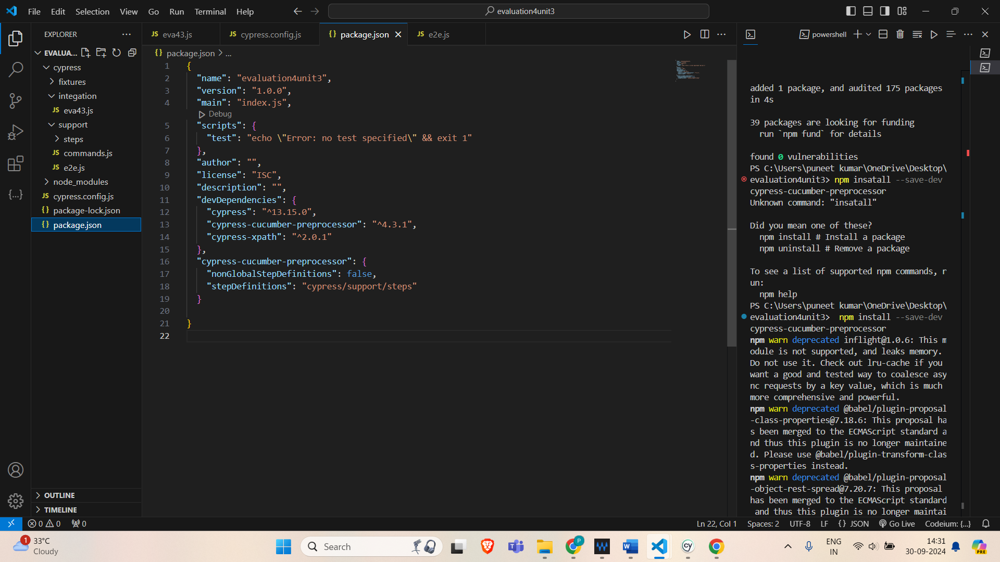 File Edit Selection View Go Run Terminal Help
evaluation4unit3
EXPLORER
EVALUA...
cypress
fixtures
integation
JS eva43.js
support
steps
JS commands.js
JS e2e.js
node_modules
JS cypress.config.js
{} package-lock.json
{} package.json
OUTLINE
TIMELINE
JS eva43.js
JS cypress.config.js
{} package.json
JS e2e.js
{} package.json > ...
1 {
2 "name": "evaluation4unit3",
3 "version": "1.0.0",
4 "main": "index.js",
Debug
5 "scripts": {
6 "test": "echo \"Error: no test specified\" && exit 1"
7 },
8 "author": "",
9 "license": "ISC",
10 "description": "",
11 "devDependencies": {
12 "cypress": "^13.15.0",
13 "cypress-cucumber-preprocessor": "^4.3.1",
14 "cypress-xpath": "^2.0.1"
15 },
16 "cypress-cucumber-preprocessor": {
17 "nonGlobalStepDefinitions": false,
18 "stepDefinitions": "cypress/support/steps"
19 }
20
21 }
22
powershell
added 1 package, and audited 175 packages
in 4s
39 packages are looking for funding
run `npm fund` for details
found 0 vulnerabilities
PS C:\Users\puneet kumar\OneDrive\Desktop\
evaluation4unit3> npm insatall --save-dev
cypress-cucumber-preprocessor
Unknown command: "insatall"
Did you mean one of these?
npm install # Install a package
npm uninstall # Remove a package
To see a list of supported npm commands, r
un:
npm help
PS C:\Users\puneet kumar\OneDrive\Desktop\
evaluation4unit3>  npm install --save-dev
cypress-cucumber-preprocessor
npm warn deprecated inflight@1.0.6: This m
odule is not supported, and leaks memory.
Do not use it. Check out lru-cache if you
want a good and tested way to coalesce asy
nc requests by a key value, which is much
more comprehensive and powerful.
npm warn deprecated @babel/plugin-proposal
-class-properties@7.18.6: This proposal ha
s been merged to the ECMAScript standard a
nd thus this plugin is no longer maintaine
d. Please use @babel/plugin-transform-clas
s-properties instead.
npm warn deprecated @babel/plugin-proposal
-object-rest-spread@7.20.7: This proposal
has been merged to the ECMAScript standard
and thus this plugin is no longer maintai
0 0 0
Ln 22, Col 1 Spaces: 2 UTF-8 LF {} JSON Go Live Codeium: {...}
1 33°C
Cloudy
Search
P
W
cy
ENG
IN
14:31
30-09-2024
PRE